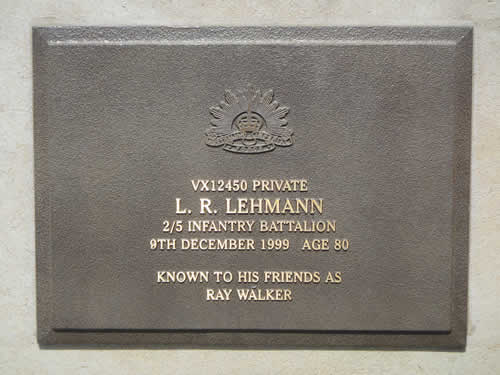 VX12450 PRIVATE
L. R. LEHMANN
2/5 INFANTRY BATTALION
9TH DECEMBER 1999 AGE 80
KNOWN TO HIS FRIENDS AS
RAY WALKER